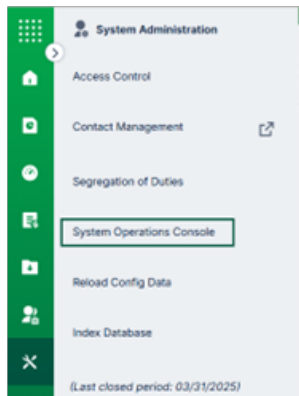 System Administration
Access Control
Contact Management
Segregation of Duties
System Operations Console
Reload Config Data
Index Database
(Last closed period: 03/31/2025)